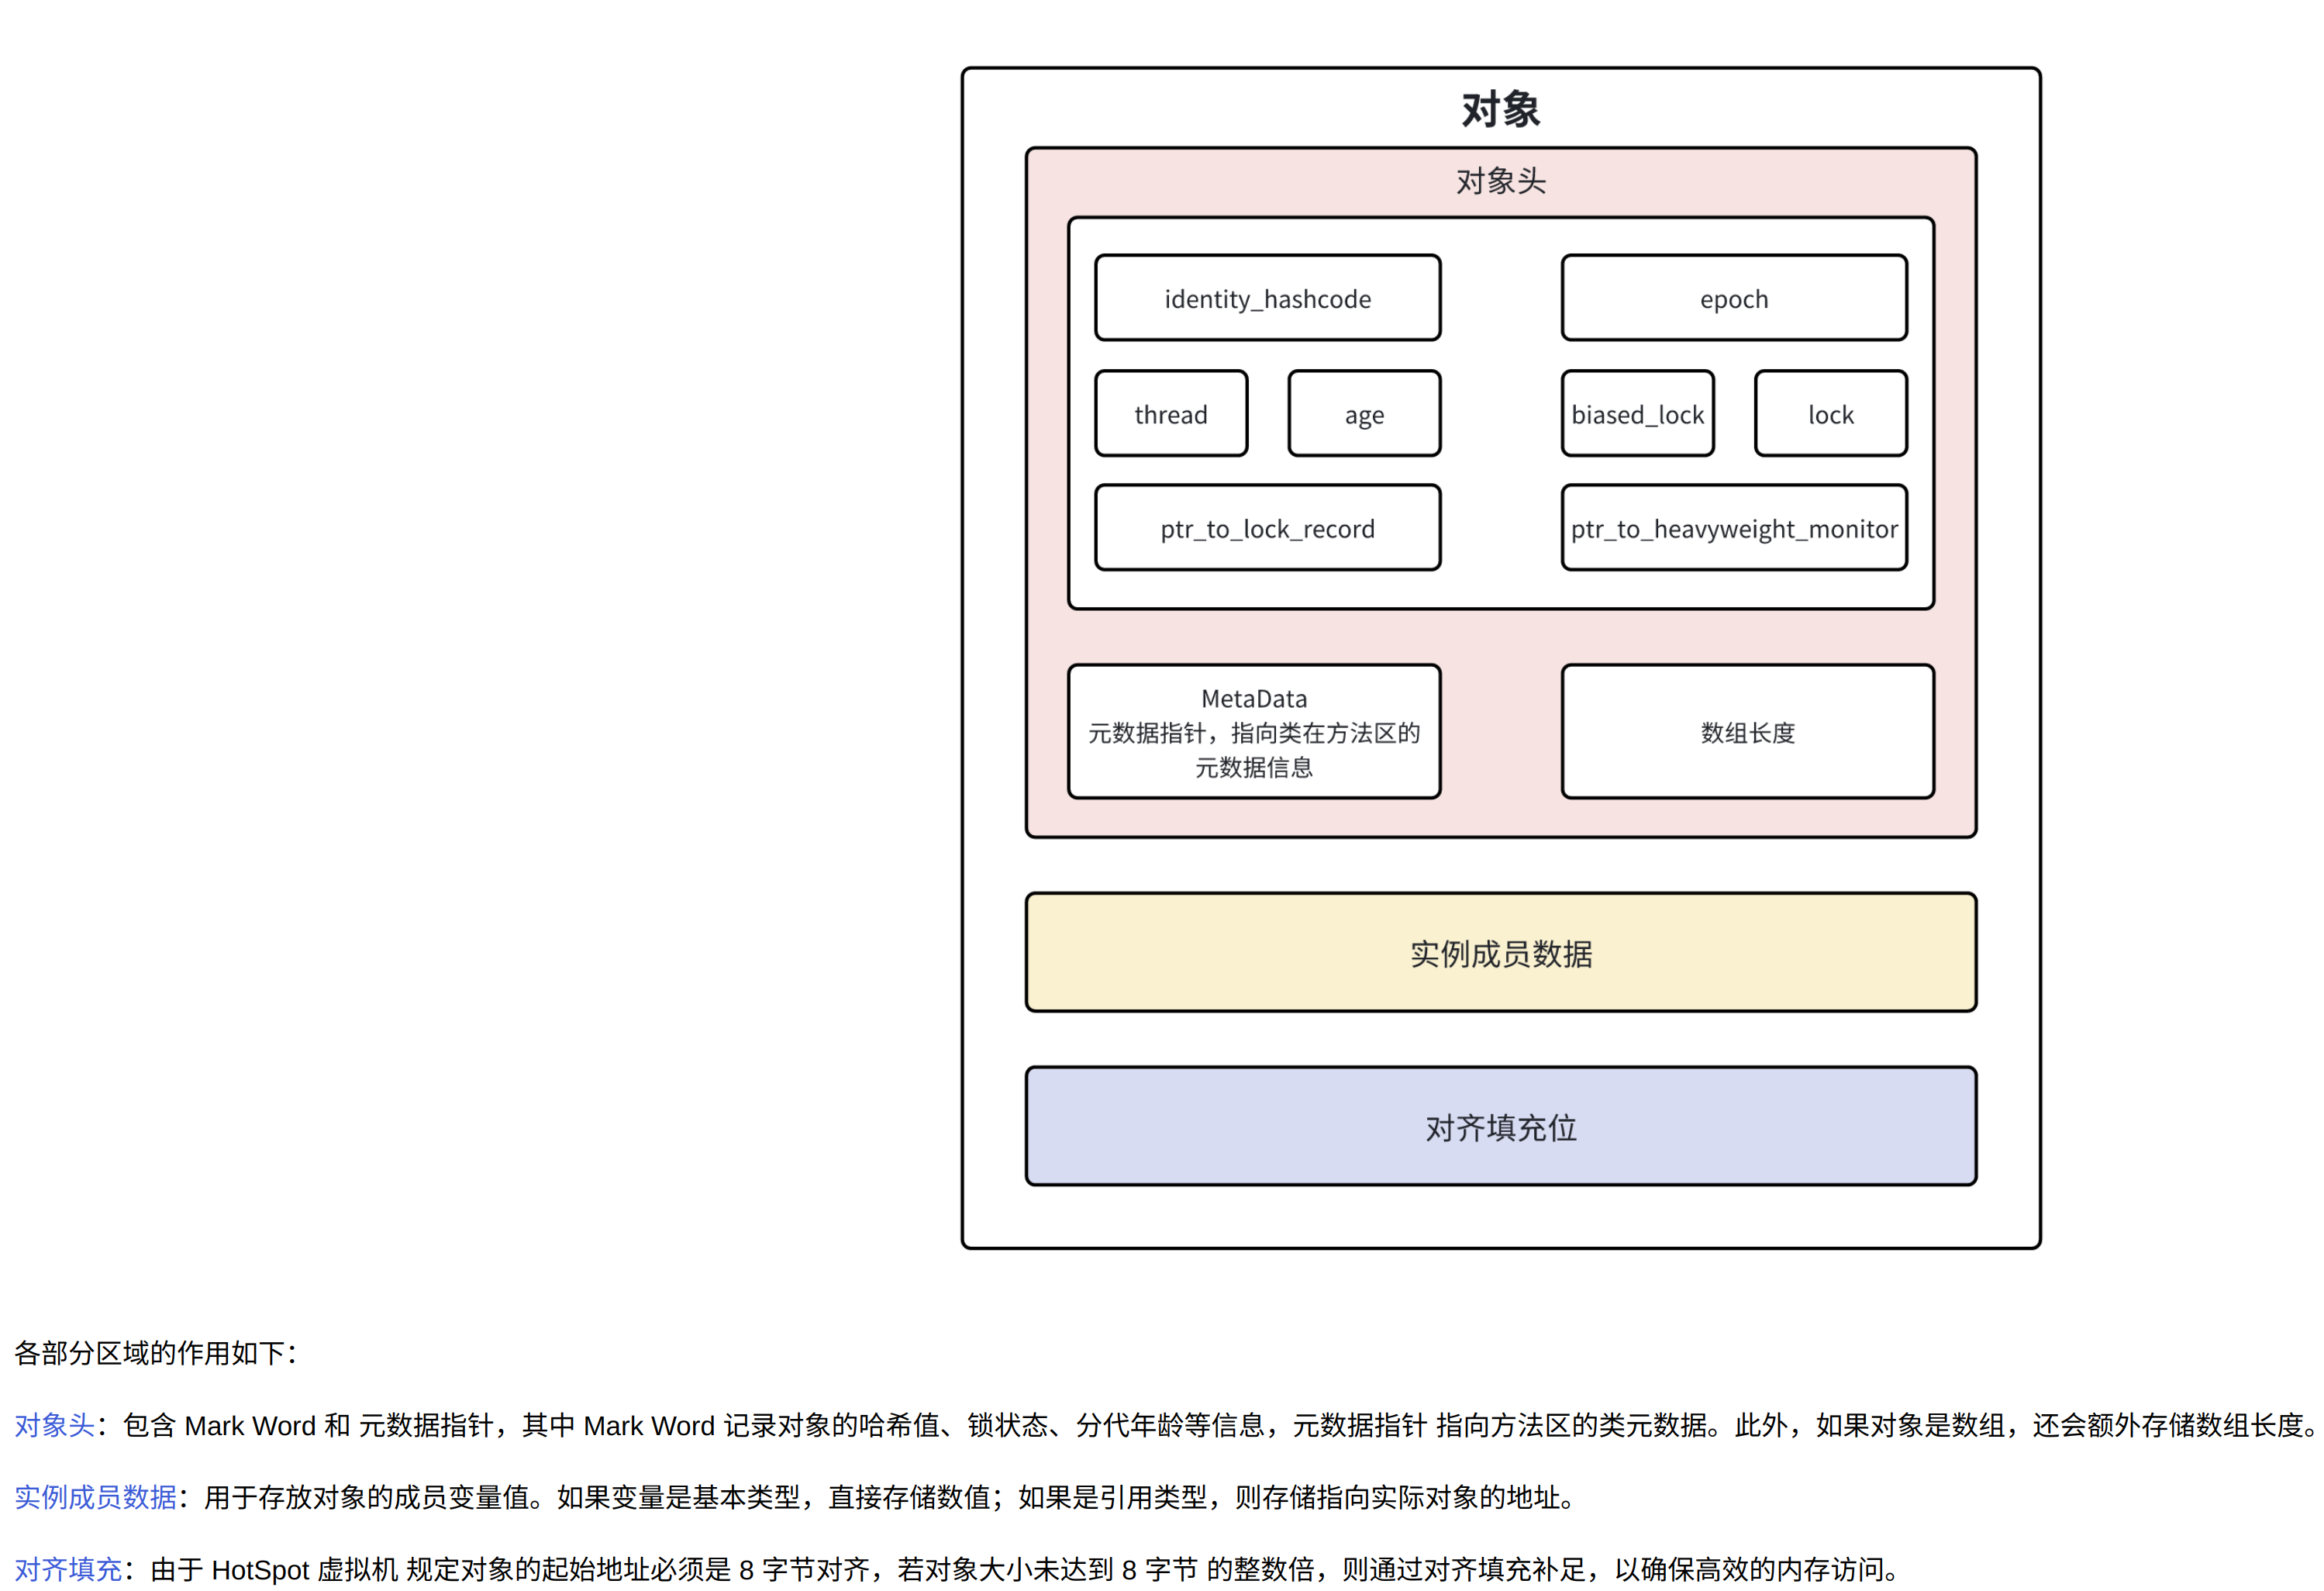 对象
对象头
identity_hashcode
epoch
thread
age
biased_lock
lock
ptr_to_lock_record
ptr_to_heavyweight_monitor
MetaData
元数据指针，指向类在方法区的
元数据信息
数组长度
实例成员数据
对齐填充位
各部分区域的作用如下：
对象头：包含 Mark Word 和 元数据指针，其中 Mark Word 记录对象的哈希值、锁状态、分代年龄等信息，元数据指针 指向方法区的类元数据。此外，如果对象是数组，还会额外存储数组长度。
实例成员数据：用于存放对象的成员变量值。如果变量是基本类型，直接存储数值；如果是引用类型，则存储指向实际对象的地址。
对齐填充：由于 HotSpot 虚拟机 规定对象的起始地址必须是 8 字节对齐，若对象大小未达到 8 字节 的整数倍，则通过对齐填充补足，以确保高效的内存访问。